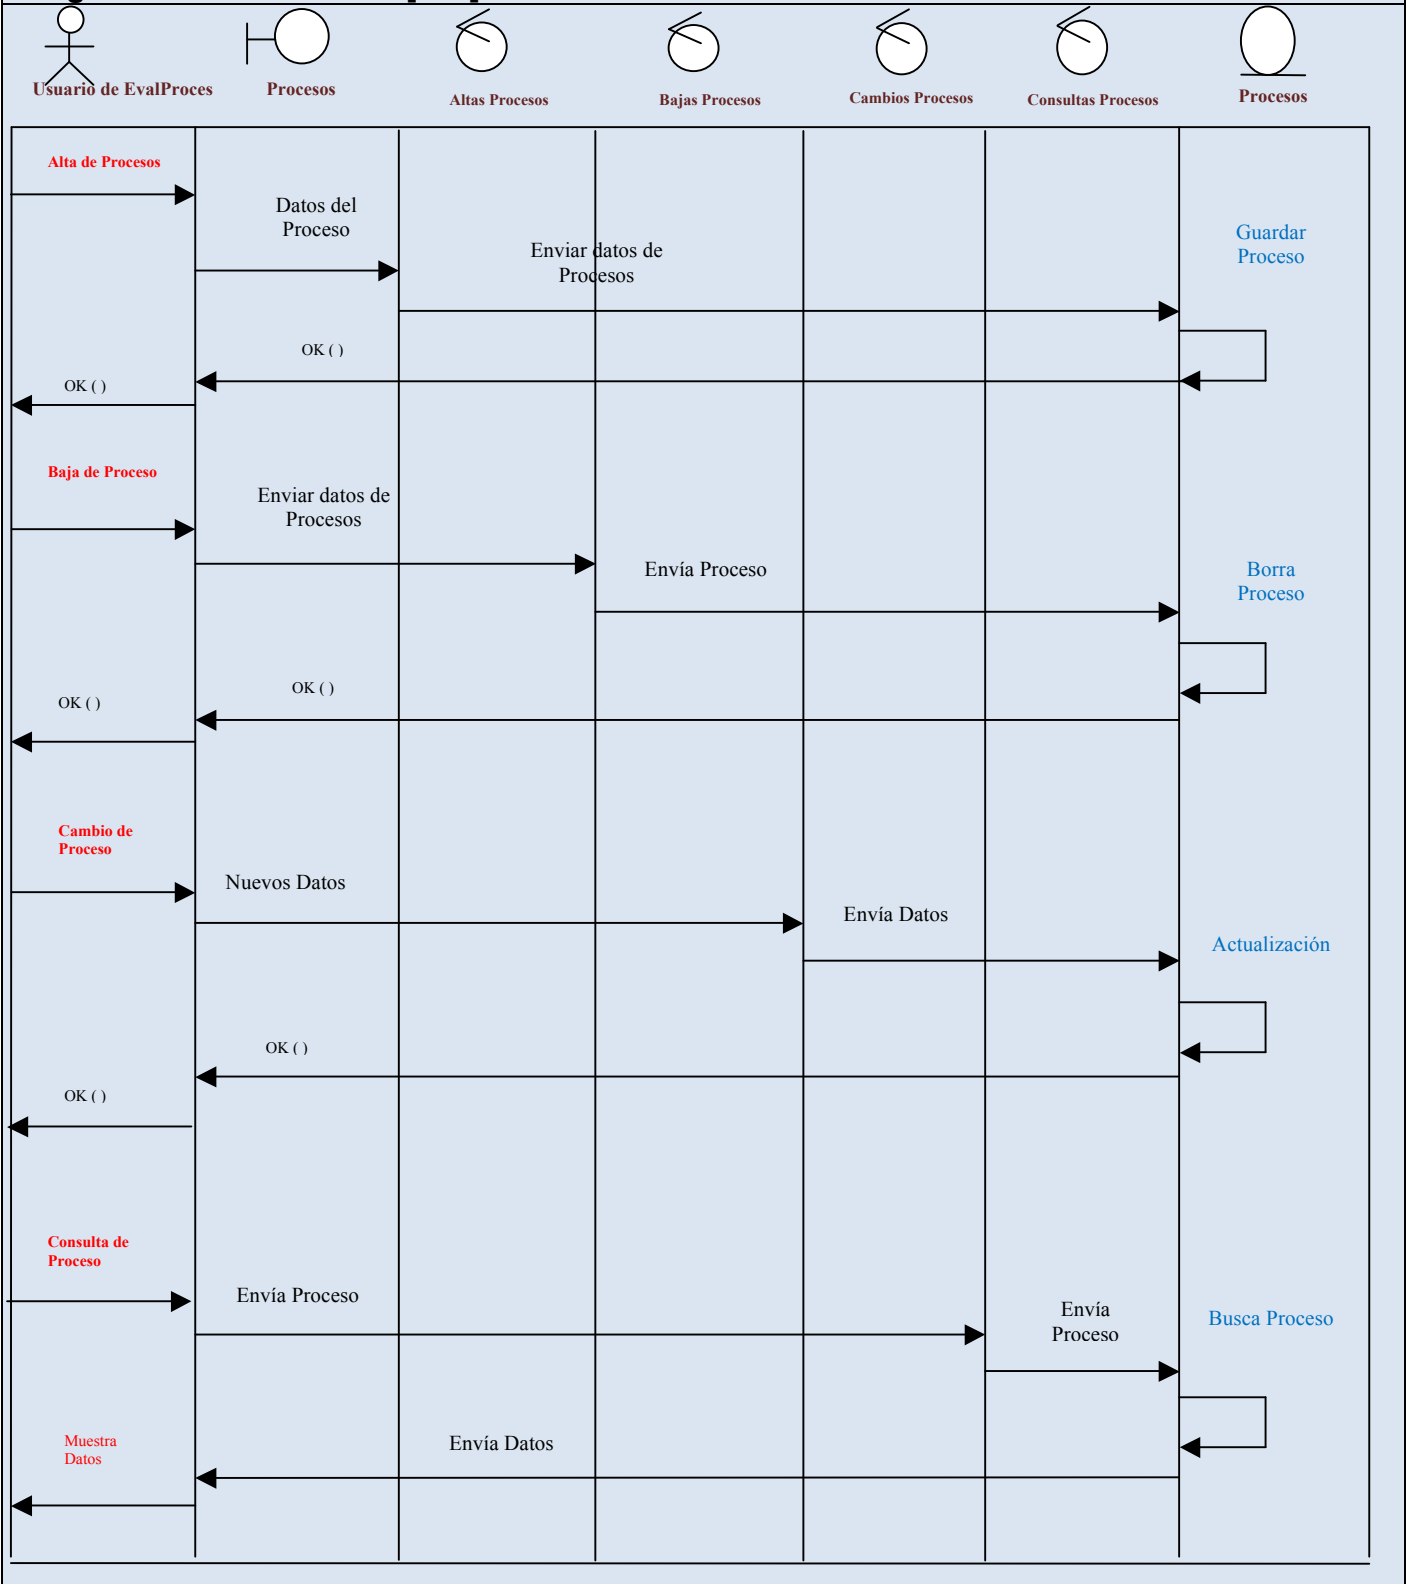 Usuario de EvalProces
Procesos
Altas Procesos
Bajas Procesos
Cambios Procesos
Consultas Procesos
Procesos
Alta de Procesos
Datos del
Proceso
Enviar datos de
Procesos
Guardar
Proceso
OK ( )
OK ( )
Baja de Proceso
Enviar datos de
Procesos
Envía Proceso
Borra
Proceso
OK ( )
OK ( )
Cambio de
Proceso
Nuevos Datos
Envía Datos
Actualización
OK ( )
OK ( )
Consulta de
Proceso
Envía Proceso
Envía
Proceso
Busca Proceso
Muestra
Datos
Envía Datos